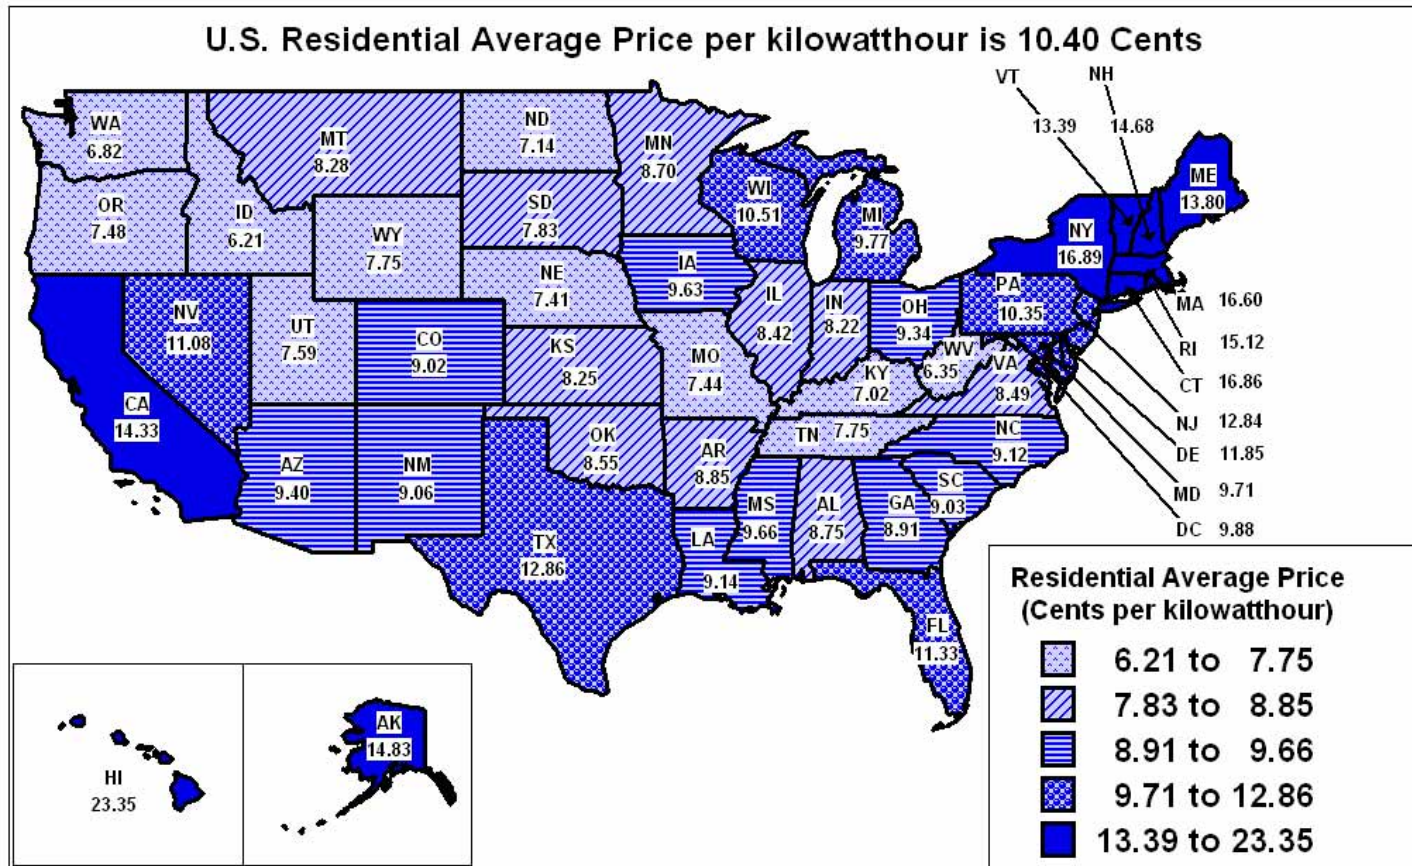 U.S. Residential Average Price per kilowatthour is 10.40 Cents
VT
13.39
NH
14.68
WA
6.82
MT
8.28
ND
7.14
MN
8.70
ME
13.80
OR
7.48
ID
6.21
WY
7.75
SD
7.83
WI
10.51
MI
9.77
NY
16.89
NV
11.08
UT
7.59
CO
9.02
NE
7.41
IA
9.63
IL
8.42
IN
8.22
OH
9.34
PA
10.35
MA 16.60
RI 15.12
CT 16.86
NJ 12.84
DE 11.85
MD 9.71
DC 9.88
CA
14.33
KS
8.25
MO
7.44
KY
7.02
WV
6.35
VA
8.49
AZ
9.40
NM
9.06
OK
8.55
AR
8.85
TN 7.75
NC
9.12
SC
9.03
TX
12.86
LA
9.14
MS
9.66
AL
8.75
GA
8.91
FL
11.33
HI
23.35
AK
14.83
Residential Average Price
(Cents per kilowatthour)
6.21 to 7.75
7.83 to 8.85
8.91 to 9.66
9.71 to 12.86
13.39 to 23.35